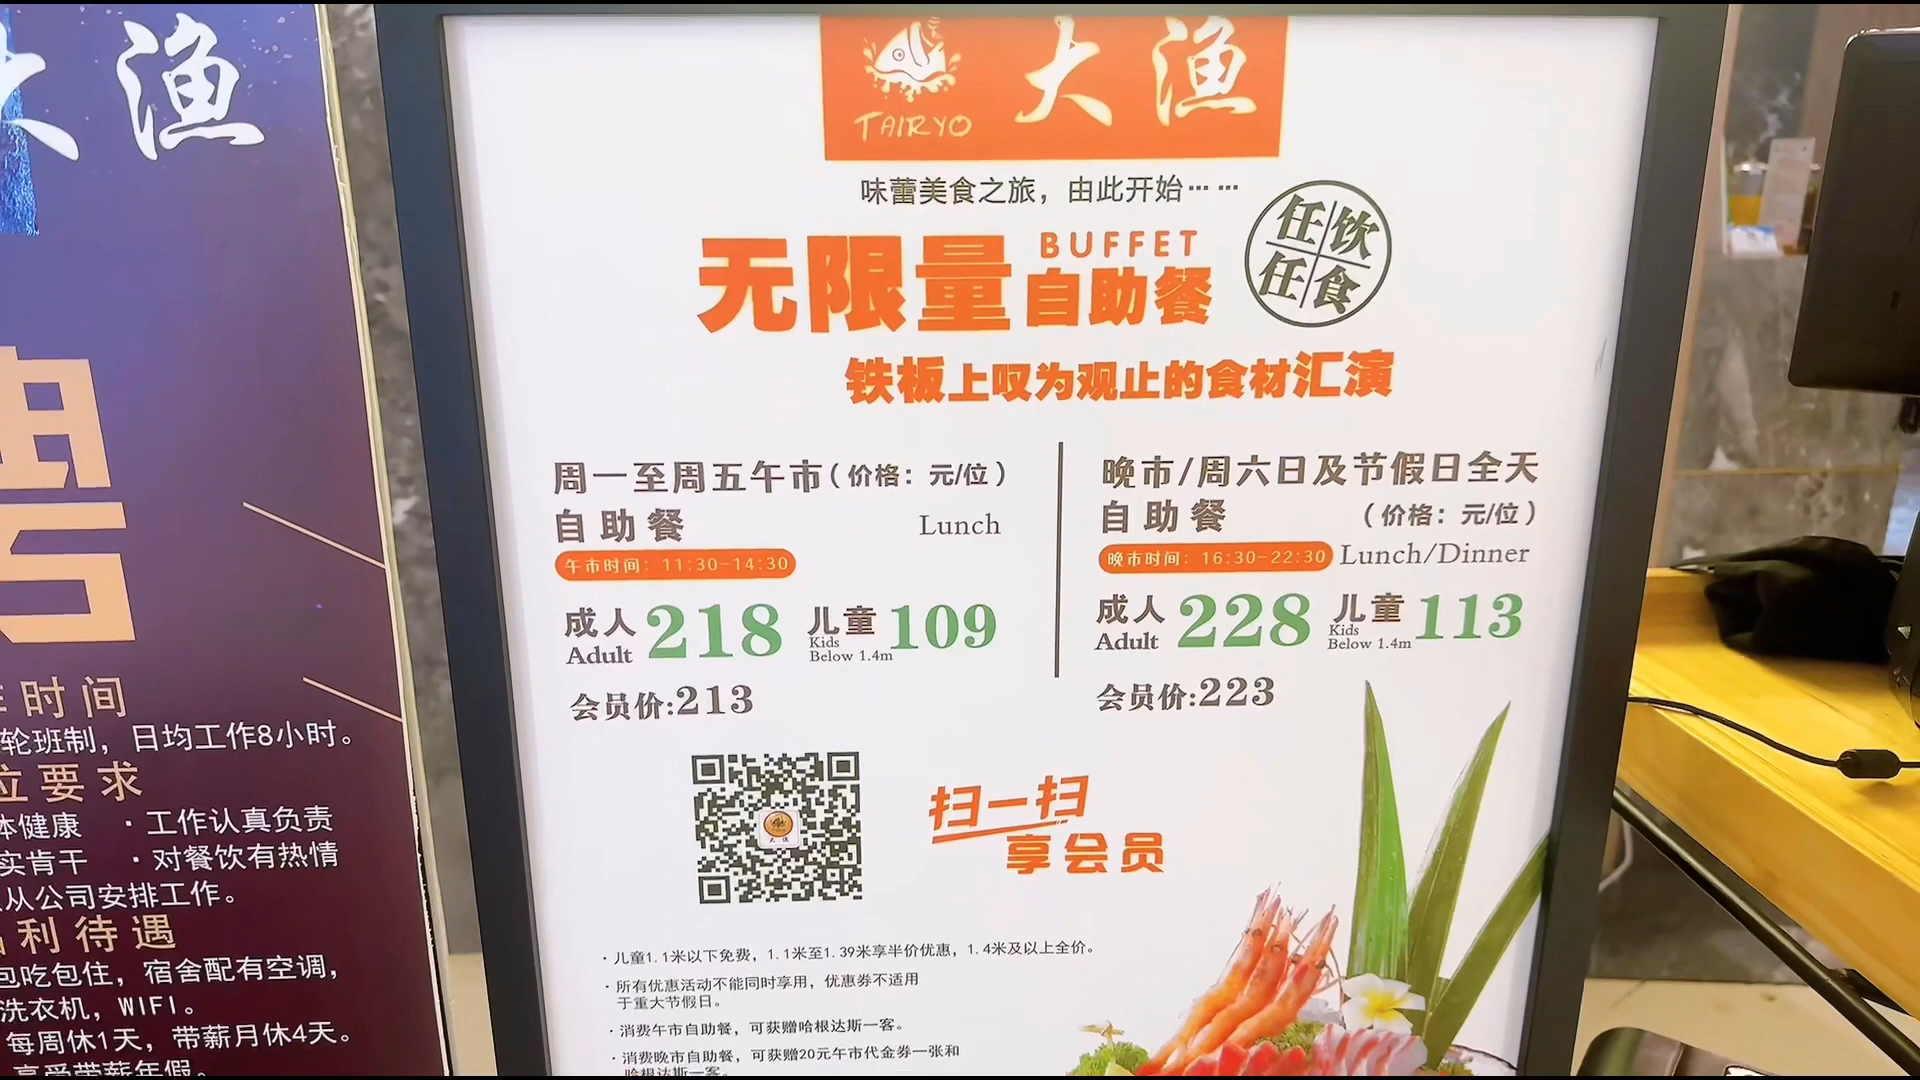 大渔
TAIRYO 大渔
味蕾美食之旅，由此开始……
BUFFET
无限量自助餐
任饮
任食
铁板上叹为观止的食材汇演
周一至周五午市（价格：元/位）
自助餐 Lunch
午市时间：11:30-14:30
成人 218 儿童 109
Adult Kids
Below 1.4m
会员价:213
晚市/周六日及节假日全天
自助餐 （价格：元/位）
晚市时间：16:30-22:30 Lunch/Dinner
成人 228 儿童 113
Adult Kids
Below 1.4m
会员价:223
扫一扫
享会员
·儿童1.1米以下免费，1.1米至1.39米享半价优惠，1.4米及以上全价。
·所有优惠活动不能同时享用，优惠券不适用
于重大节假日。
·消费午市自助餐，可获赠哈根达斯一客。
·消费晚市自助餐，可获赠20元午市代金券一张和
哈根达斯一客。
时间
轮班制，日均工作8小时。
位要求
体健康 ·工作认真负责
实肯干 ·对餐饮有热情
从公司安排工作。
利待遇
包吃包住，宿舍配有空调，
洗衣机，WIFI。
每周休1天，带薪月休4天。
享受带薪年假。